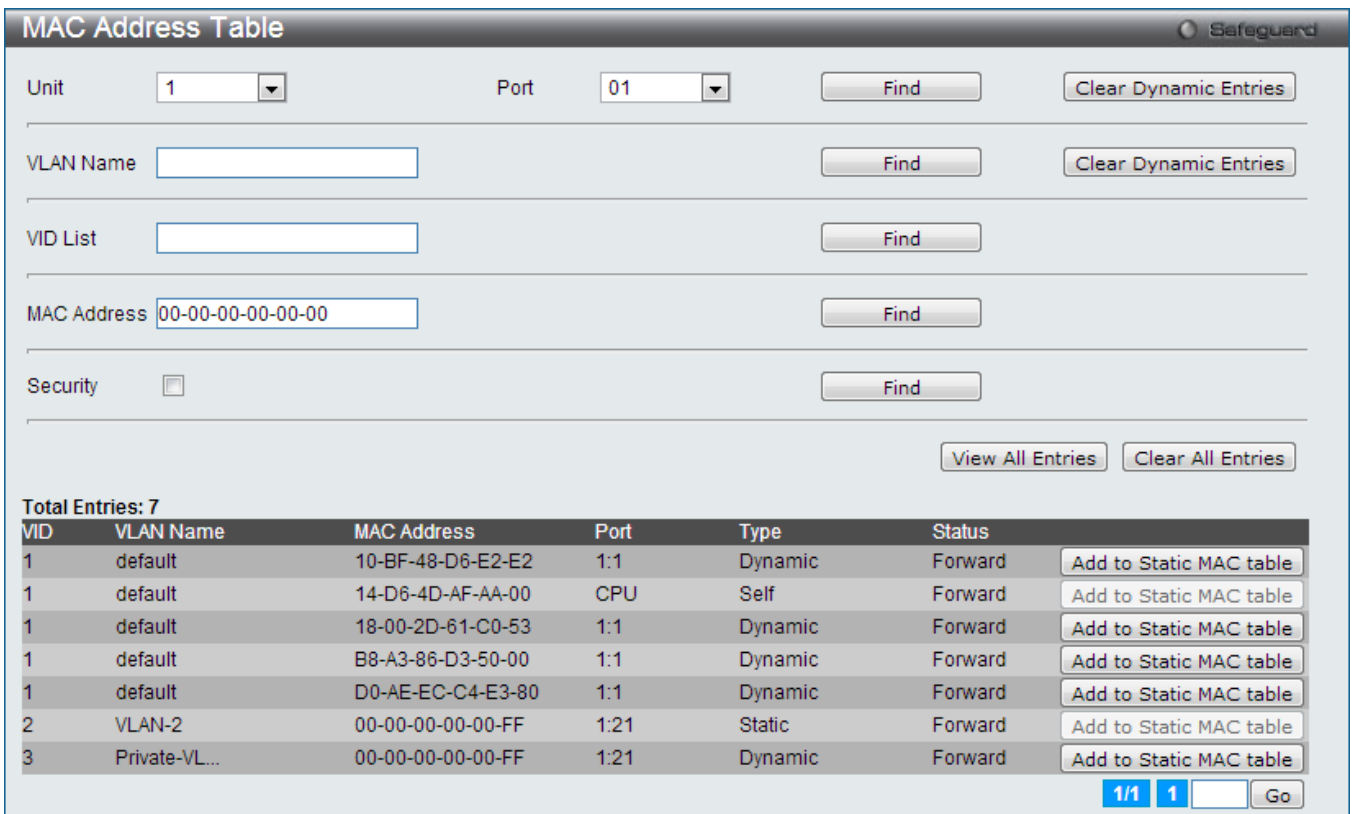 MAC Address Table Safeguard
Unit 1 Port 01 Find Clear Dynamic Entries
VLAN Name Find Clear Dynamic Entries
VID List Find
MAC Address 00-00-00-00-00-00 Find
Security Find
View All Entries Clear All Entries
Total Entries: 7
VID VLAN Name MAC Address Port Type Status
1 default 10-BF-48-D6-E2-E2 1:1 Dynamic Forward Add to Static MAC table
1 default 14-D6-4D-AF-AA-00 CPU Self Forward Add to Static MAC table
1 default 18-00-2D-61-C0-53 1:1 Dynamic Forward Add to Static MAC table
1 default B8-A3-86-D3-50-00 1:1 Dynamic Forward Add to Static MAC table
1 default D0-AE-EC-C4-E3-80 1:1 Dynamic Forward Add to Static MAC table
2 VLAN-2 00-00-00-00-00-FF 1:21 Static Forward Add to Static MAC table
3 Private-VL... 00-00-00-00-00-FF 1:21 Dynamic Forward Add to Static MAC table
1/1 1 Go